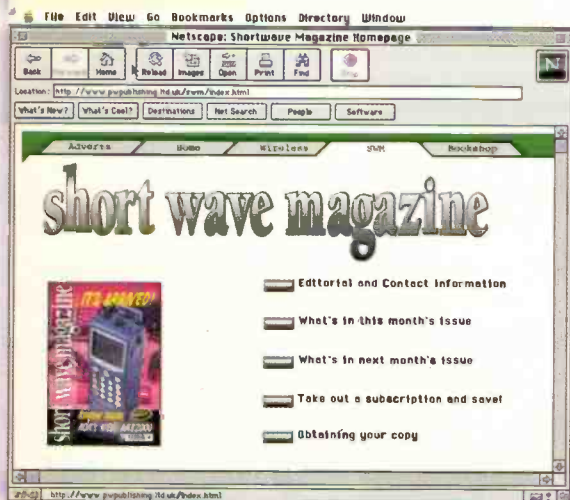 File Edit View Go Bookmarks Options Directory Window
Netscape: Shortwave Magazine Homepage
Back Home Reload Images Open Print Find Stop
Location: http://www.pwpublishing.ltd.uk/swm/index.html
What's New? What's Cool? Destinations Net Search People Software
Adverts Home Wireless SWM Bookshop
short wave magazine
IT'S ARRIVED!
short wave magazine
Editorial and Contact Information
What's in this month's issue
What's in next month's issue
Take out a subscription and save!
Obtaining your copy
http://www.pwpublishing.ltd.uk/index.html
N